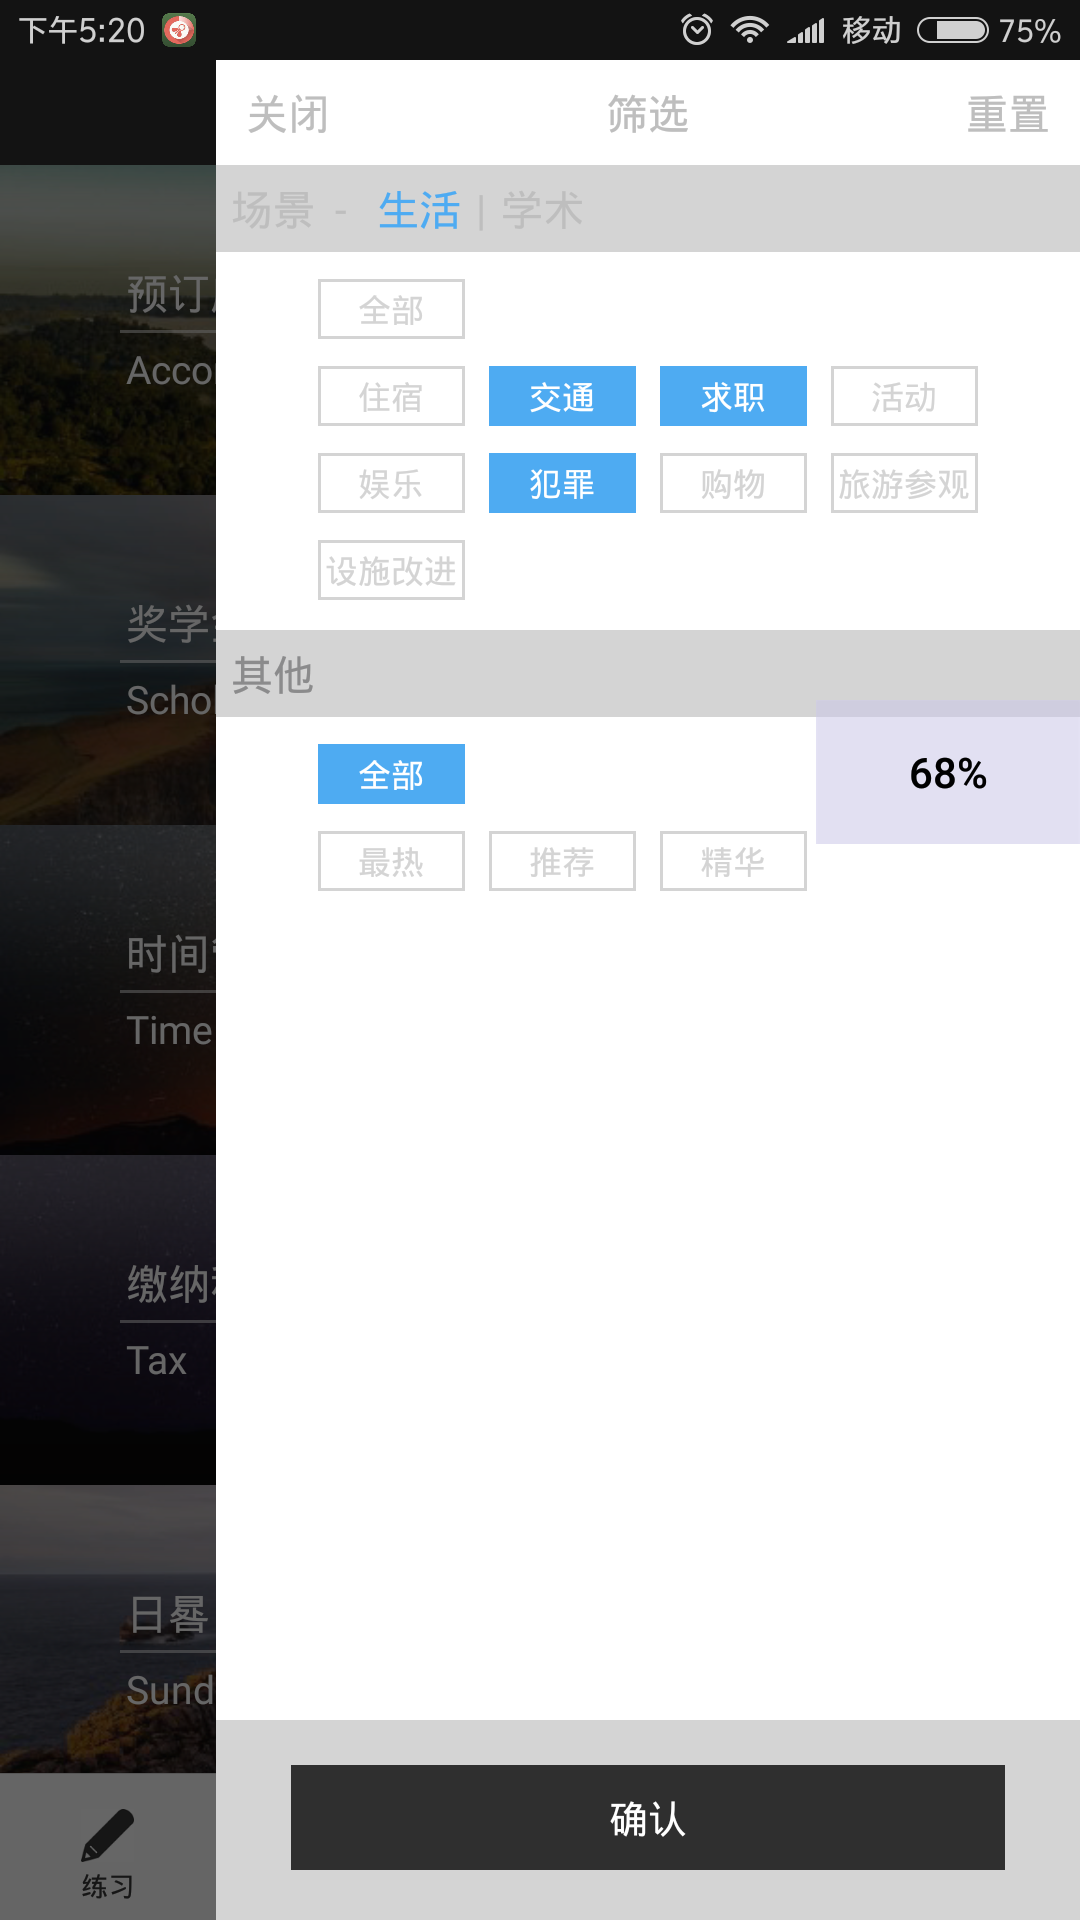 下午5:20 移动 75%
关闭 筛选 重置
场景 - 生活 | 学术
全部
住宿 交通 求职 活动
娱乐 犯罪 购物 旅游参观
设施改进
其他
全部 68%
最热 推荐 精华
确认
预订
Acco
奖学
Schol
时间
Time
缴纳
Tax
日晷
Sund
练习